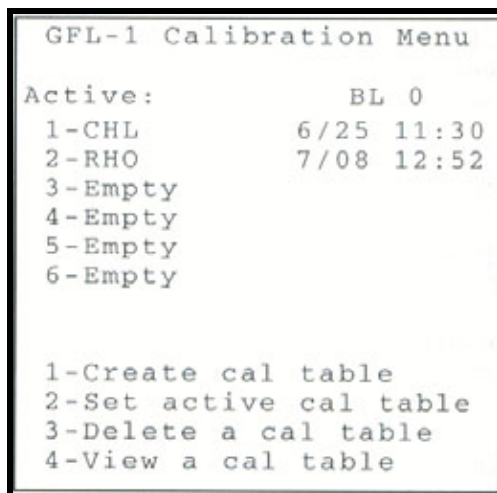 GFL-1 Calibration Menu
Active: BL 0
1-CHL 6/25 11:30
2-RHO 7/08 12:52
3-Empty
4-Empty
5-Empty
6-Empty
1-Create cal table
2-Set active cal table
3-Delete a cal table
4-View a cal table